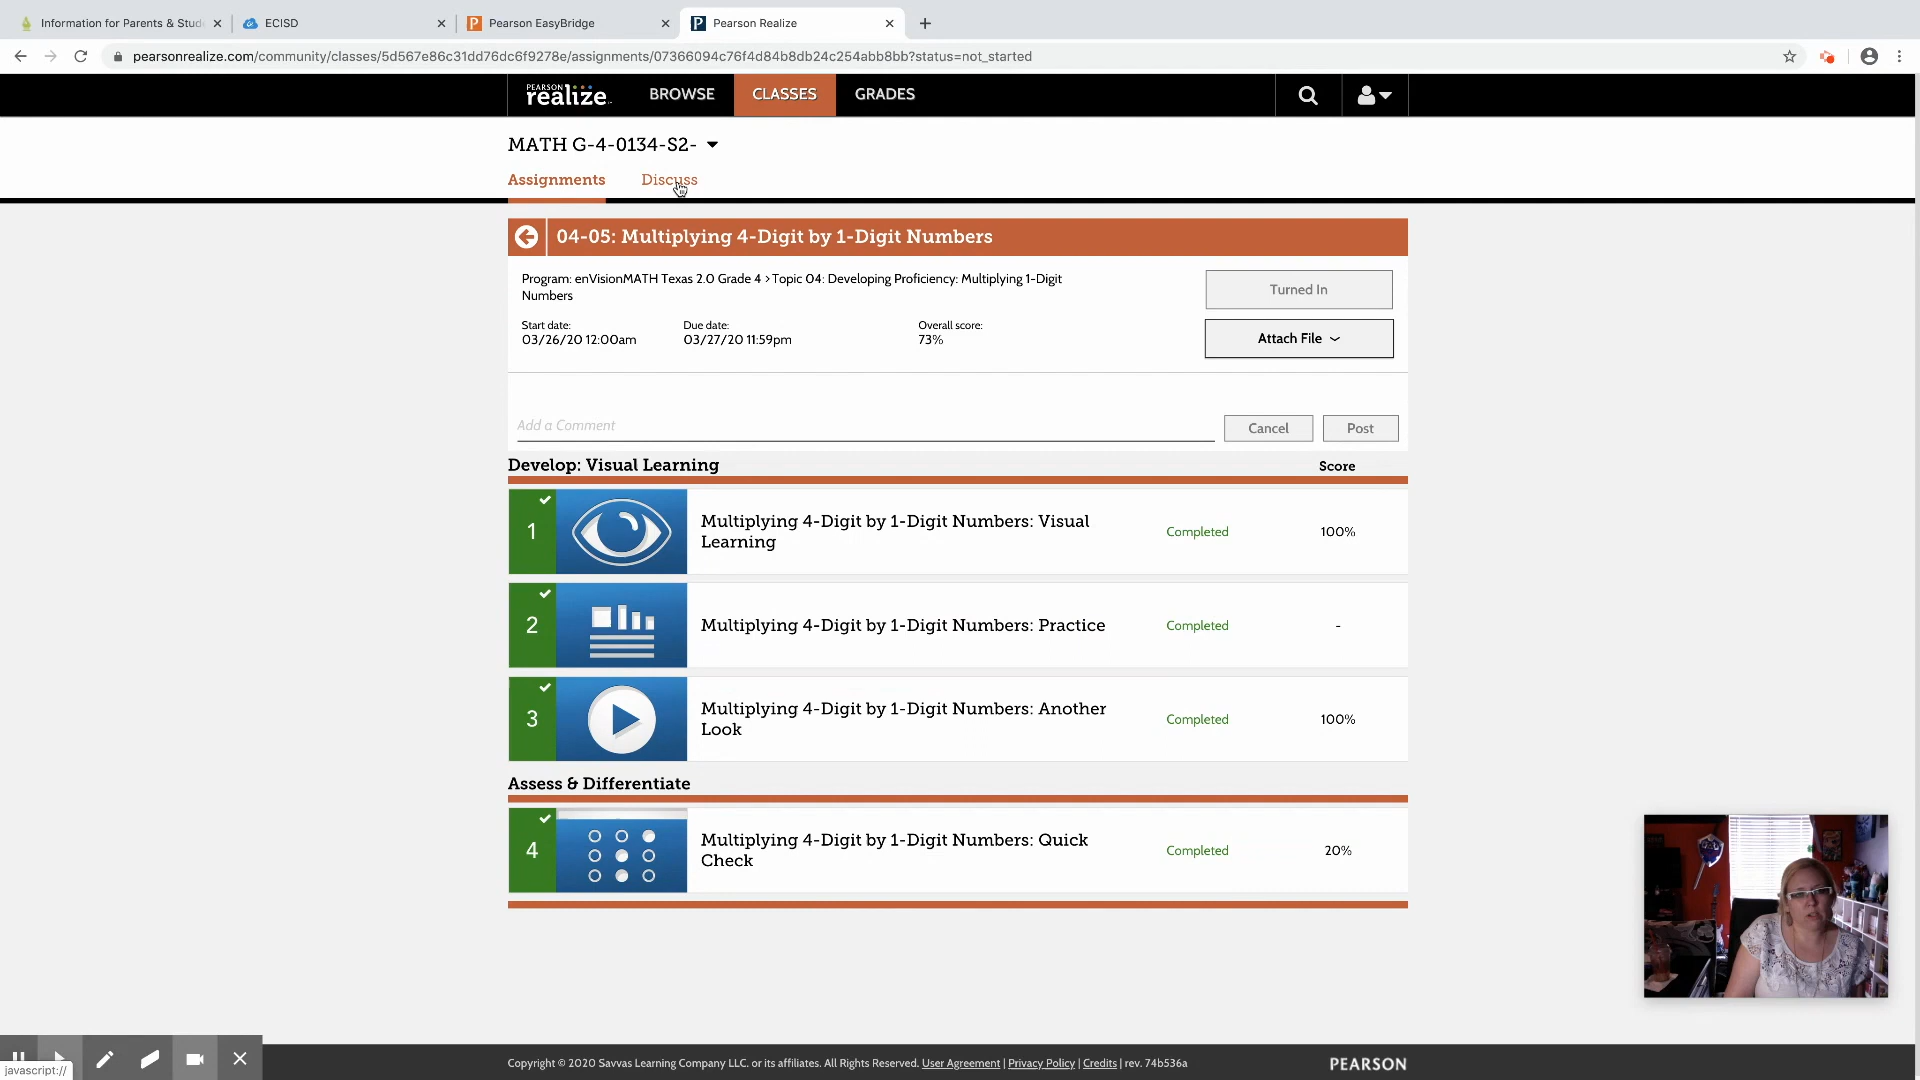 Information for Parents & Stud
ECISD
Pearson EasyBridge
Pearson Realize
pearsonrealize.com/community/classes/5d567e86c31dd76dc6f9278e/assignments/07366094c76f4d84b8db24c254abb8bb?status=not_started
PEARSON
realize
BROWSE
CLASSES
GRADES
MATH G-4-0134-S2-
Assignments
Discuss
04-05: Multiplying 4-Digit by 1-Digit Numbers
Program: enVisionMATH Texas 2.0 Grade 4 > Topic 04: Developing Proficiency: Multiplying 1-Digit
Numbers
Turned In
Start date:
03/26/20 12:00am
Due date:
03/27/20 11:59pm
Overall score:
73%
Attach File
Add a Comment
Cancel
Post
Develop: Visual Learning
Score
1
Multiplying 4-Digit by 1-Digit Numbers: Visual
Learning
Completed
100%
2
Multiplying 4-Digit by 1-Digit Numbers: Practice
Completed
-
3
Multiplying 4-Digit by 1-Digit Numbers: Another
Look
Completed
100%
Assess & Differentiate
4
Multiplying 4-Digit by 1-Digit Numbers: Quick
Check
Completed
20%
javascript://
Copyright © 2020 Savvas Learning Company LLC. or its affiliates. All Rights Reserved. User Agreement | Privacy Policy | Credits | rev. 74b536a
PEARSON